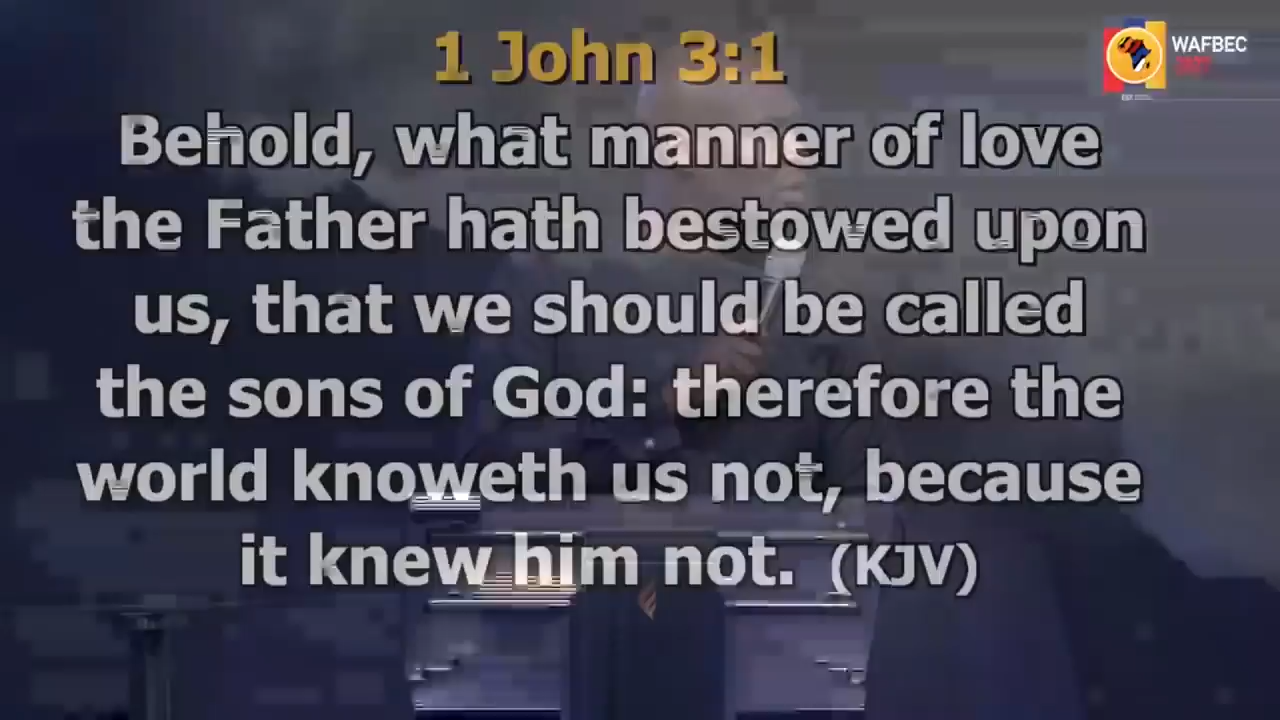 1 John 3:1
WAFBEC
Behold, what manner of love
the Father hath bestowed upon
us, that we should be called
the sons of God: therefore the
world knoweth us not, because
it knew him not. (KJV)